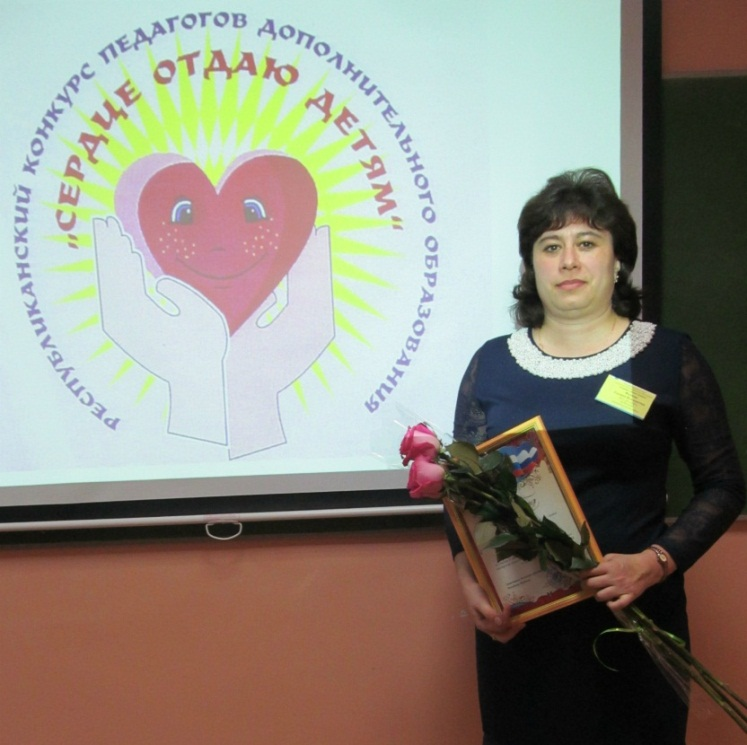 РЕСПУБЛИКАНСКИЙ КОНКУРС ПЕДАГОГОВ ДОПОЛНИТЕЛЬНОГО ОБРАЗОВАНИЯ
„СЕРДЦЕ ОТДАЮ ДЕТЯМ“